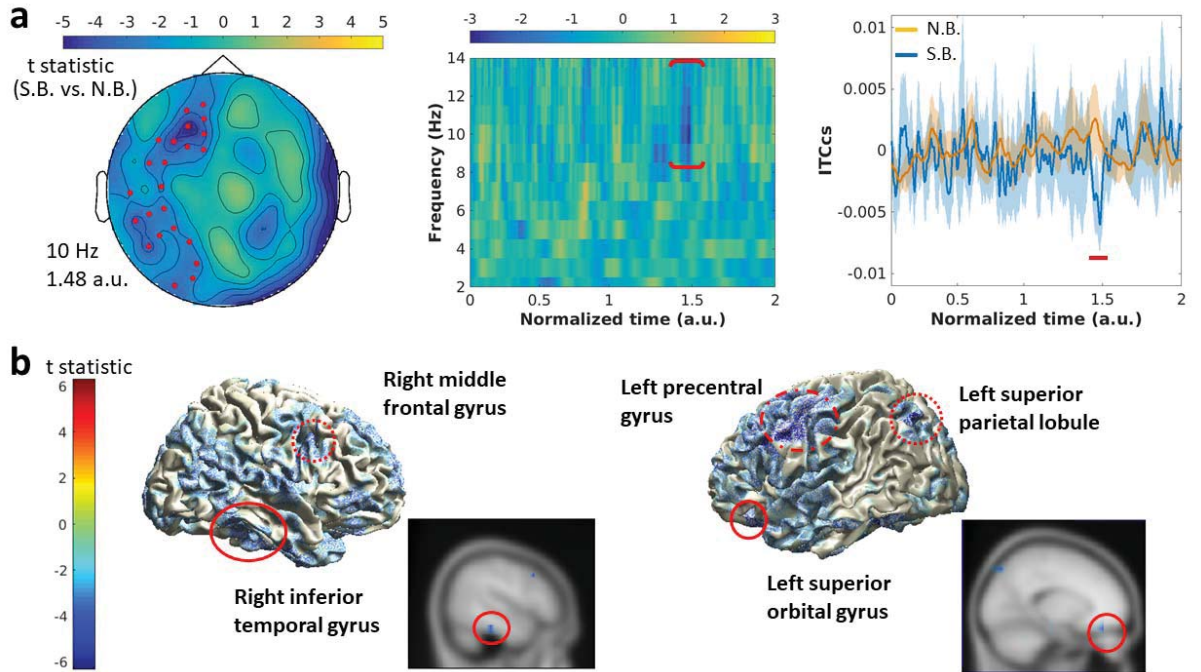 a
-5 -4 -3 -2 -1 0 1 2 3 4 5
t statistic
(S.B. vs. N.B.)
10 Hz
1.48 a.u.
-3 -2 -1 0 1 2 3
Frequency (Hz)
14
12
10
8
6
4
2
0 0.5 1 1.5 2
Normalized time (a.u.)
N.B.
S.B.
ITCcs
0.01
0.005
0
-0.005
-0.01
0 0.5 1 1.5 2
Normalized time (a.u.)
b
t statistic
6
4
2
0
-2
-4
-6
Right middle
frontal gyrus
Right inferior
temporal gyrus
Left precentral
gyrus
Left superior
parietal lobule
Left superior
orbital gyrus